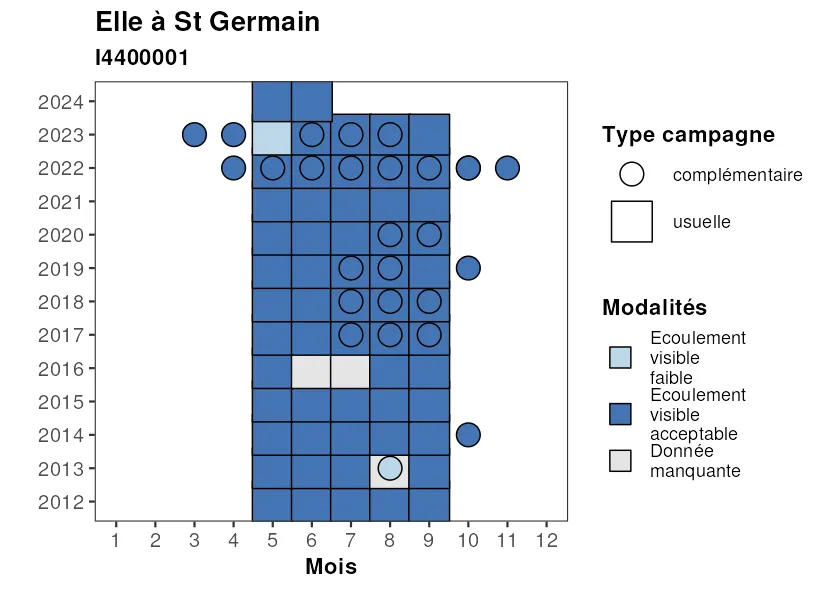 Elle à St Germain
I4400001
2024
2023
2022
2021
2020
2019
2018
2017
2016
2015
2014
2013
2012
1 2 3 4 5 6 7 8 9 10 11 12
Mois
Type campagne
complémentaire
usuelle
Modalités
Ecoulement
visible
faible
Ecoulement
visible
acceptable
Donnée
manquante